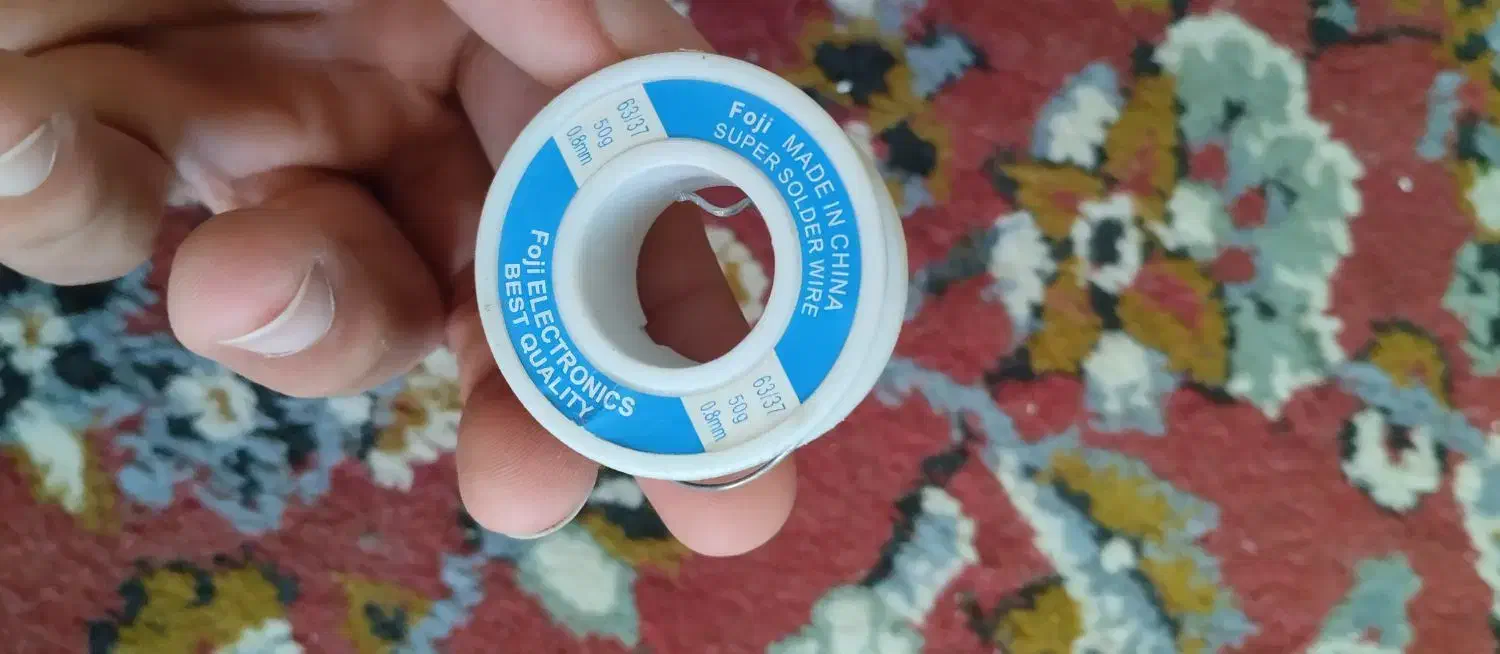 Foji MADE IN CHINA
SUPER SOLDER WIRE
63/37
50g
0.8mm
Foji ELECTRONICS
BEST QUALITY
63/37
50g
0.8mm